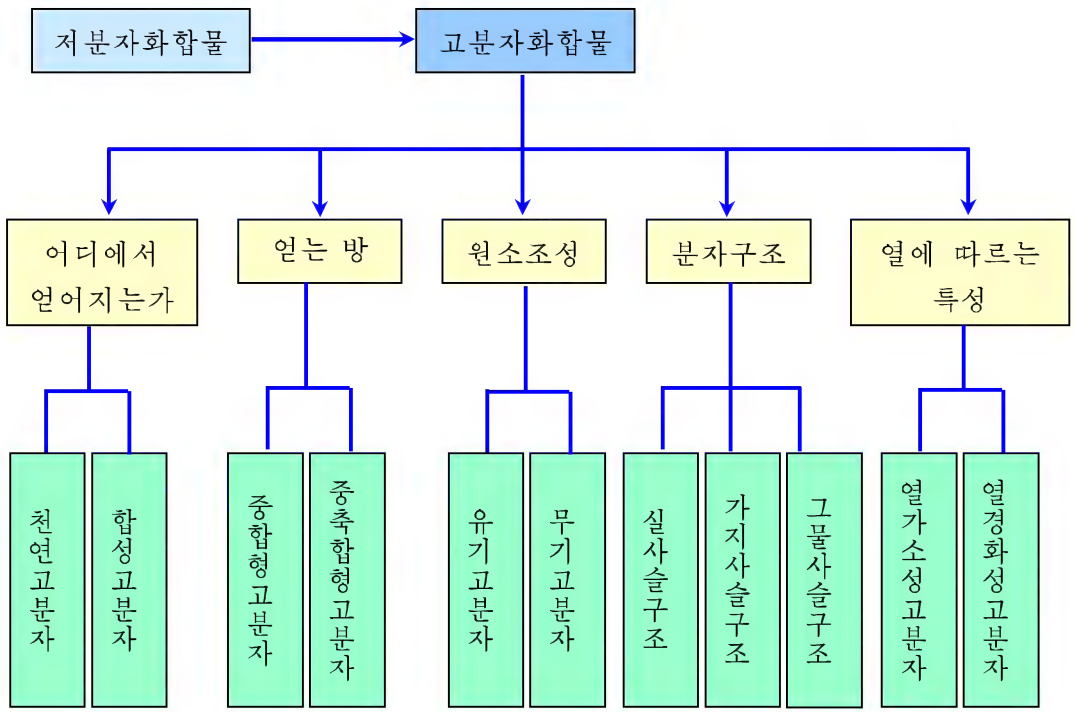 저분자화합물
고분자화합물
어디에서
얻어지는가
얻는 방
원소조성
분자구조
열에 따르는
특성
천연고분자
합성고분자
중합형고분자
중축합형고분자
유기고분자
무기고분자
실사슬구조
가지사슬구조
그물사슬구조
열가소성고분자
열경화성고분자